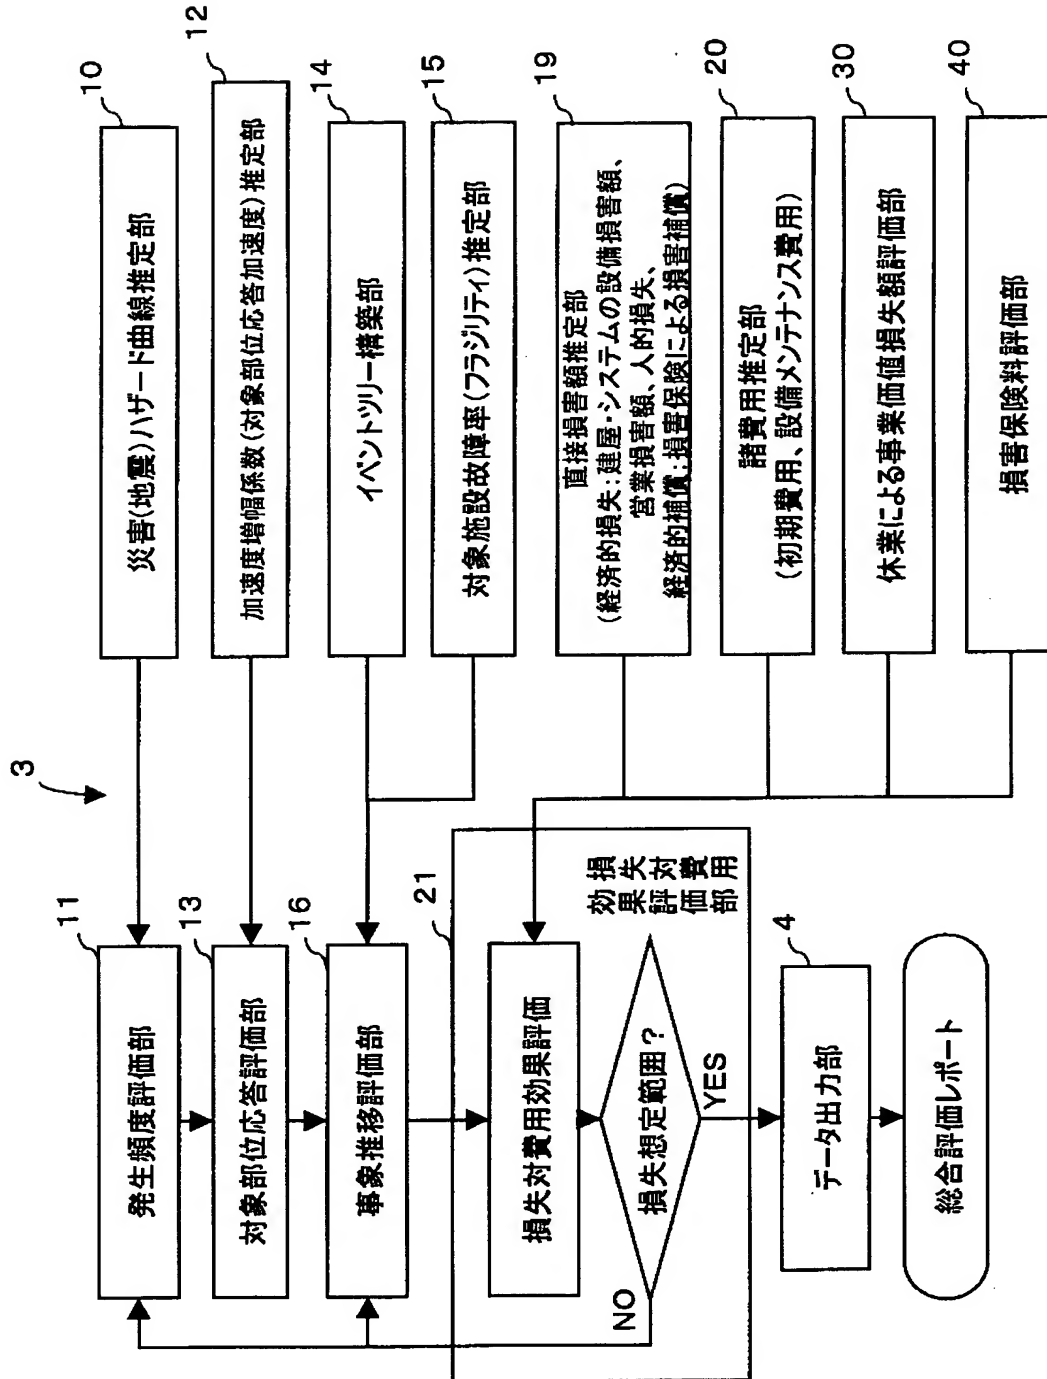 3
11
発生頻度評価部
13
対象部位応答評価部
16
事象推移評価部
21
損失対費用
効果評価部
損失対費用効果評価
損失想定範囲?
NO
YES
4
データ出力部
総合評価レポート
10
災害(地震)ハザード曲線推定部
12
加速度増幅係数(対象部位応答加速度)推定部
14
イベントツリー構築部
15
対象施設故障率(フラジリティ)推定部
19
直接損害額推定部
(経済的損失:建屋・システムの設備損害額、
営業損害額、人的損失、
経済的補償:損害保険による損害補償)
20
諸費用推定部
(初期費用、設備メンテナンス費用)
30
休業による事業価値損失額評価部
40
損害保険料評価部